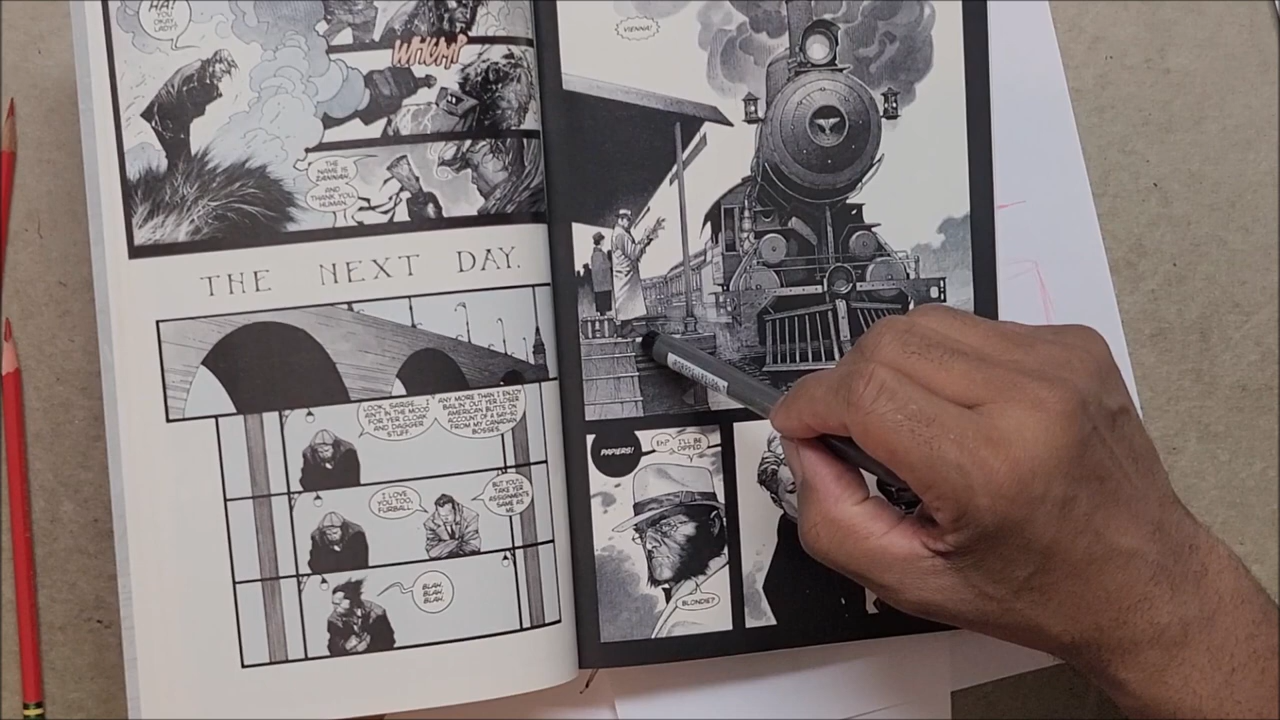 HA!
YOU
OKAY,
LADY?
WHUMP
THE
NAME IS
ZANNAH.
AND
THANK YOU,
HUMAN.
THE NEXT DAY.
LOOK, SARGE... I
AIN'T IN THE MOOD
FOR YER CLOAK
AND DAGGER
STUFF.
ANY MORE THAN I ENJOY
BAILIN' OUT YER LOSER
AMERICAN BUTTS ON
ACCOUNT OF A SAY-SO
FROM MY CANADIAN
BOSSES.
I LOVE
YOU TOO,
FURBALL.
BUT YOU'LL
TAKE YER
ASSIGNMENTS
SAME AS
ME.
BLAH,
BLAH,
BLAH.
VIENNA!
PAPIERS!
EH?
I'LL BE
DIPPED.
BLONDIE?